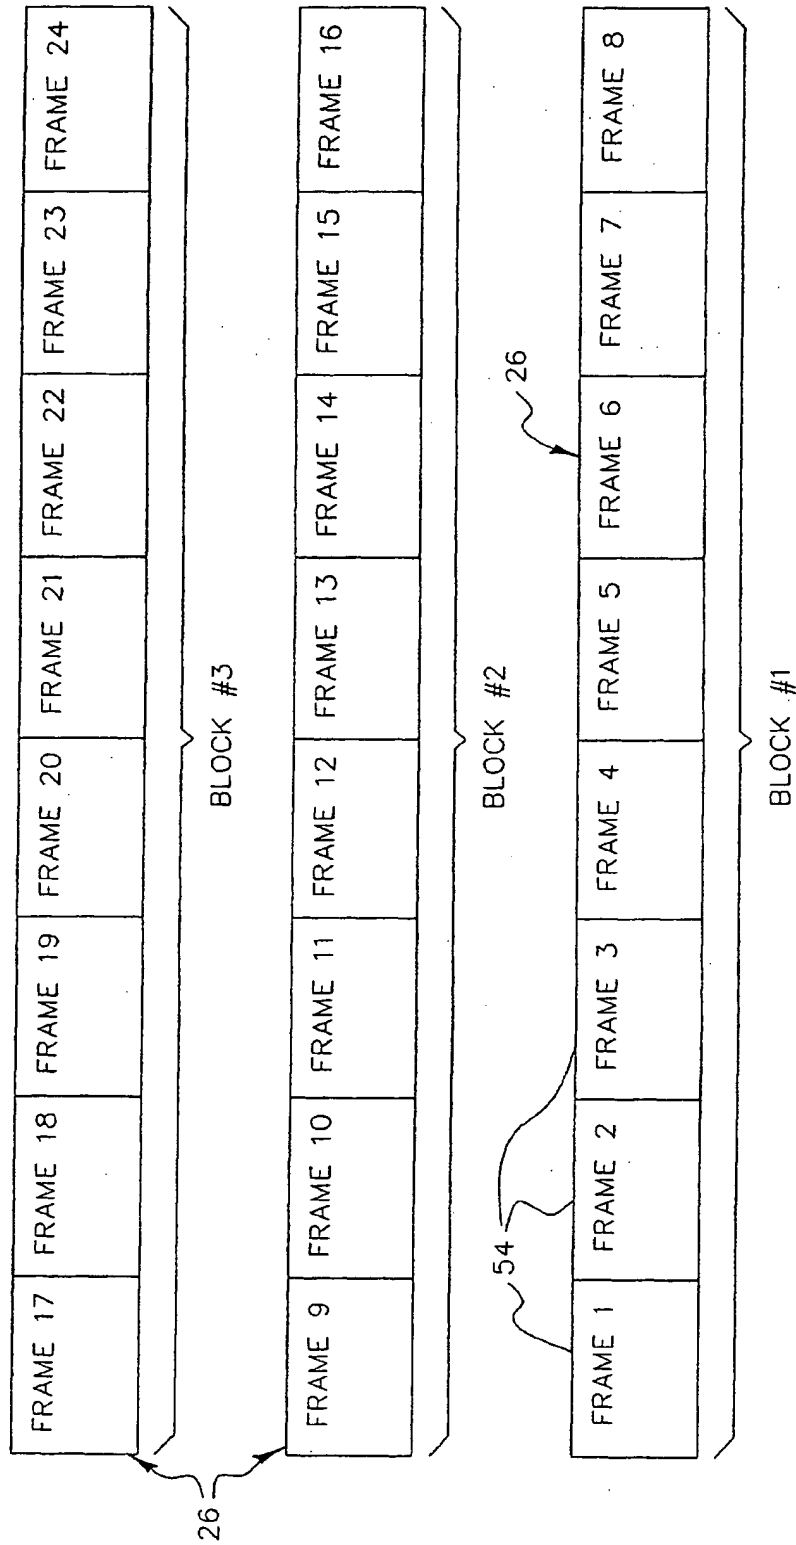 FRAME 17 FRAME 18 FRAME 19 FRAME 20 FRAME 21 FRAME 22 FRAME 23 FRAME 24
26
BLOCK #3
FRAME 9 FRAME 10 FRAME 11 FRAME 12 FRAME 13 FRAME 14 FRAME 15 FRAME 16
BLOCK #2
54
26
FRAME 1 FRAME 2 FRAME 3 FRAME 4 FRAME 5 FRAME 6 FRAME 7 FRAME 8
BLOCK #1